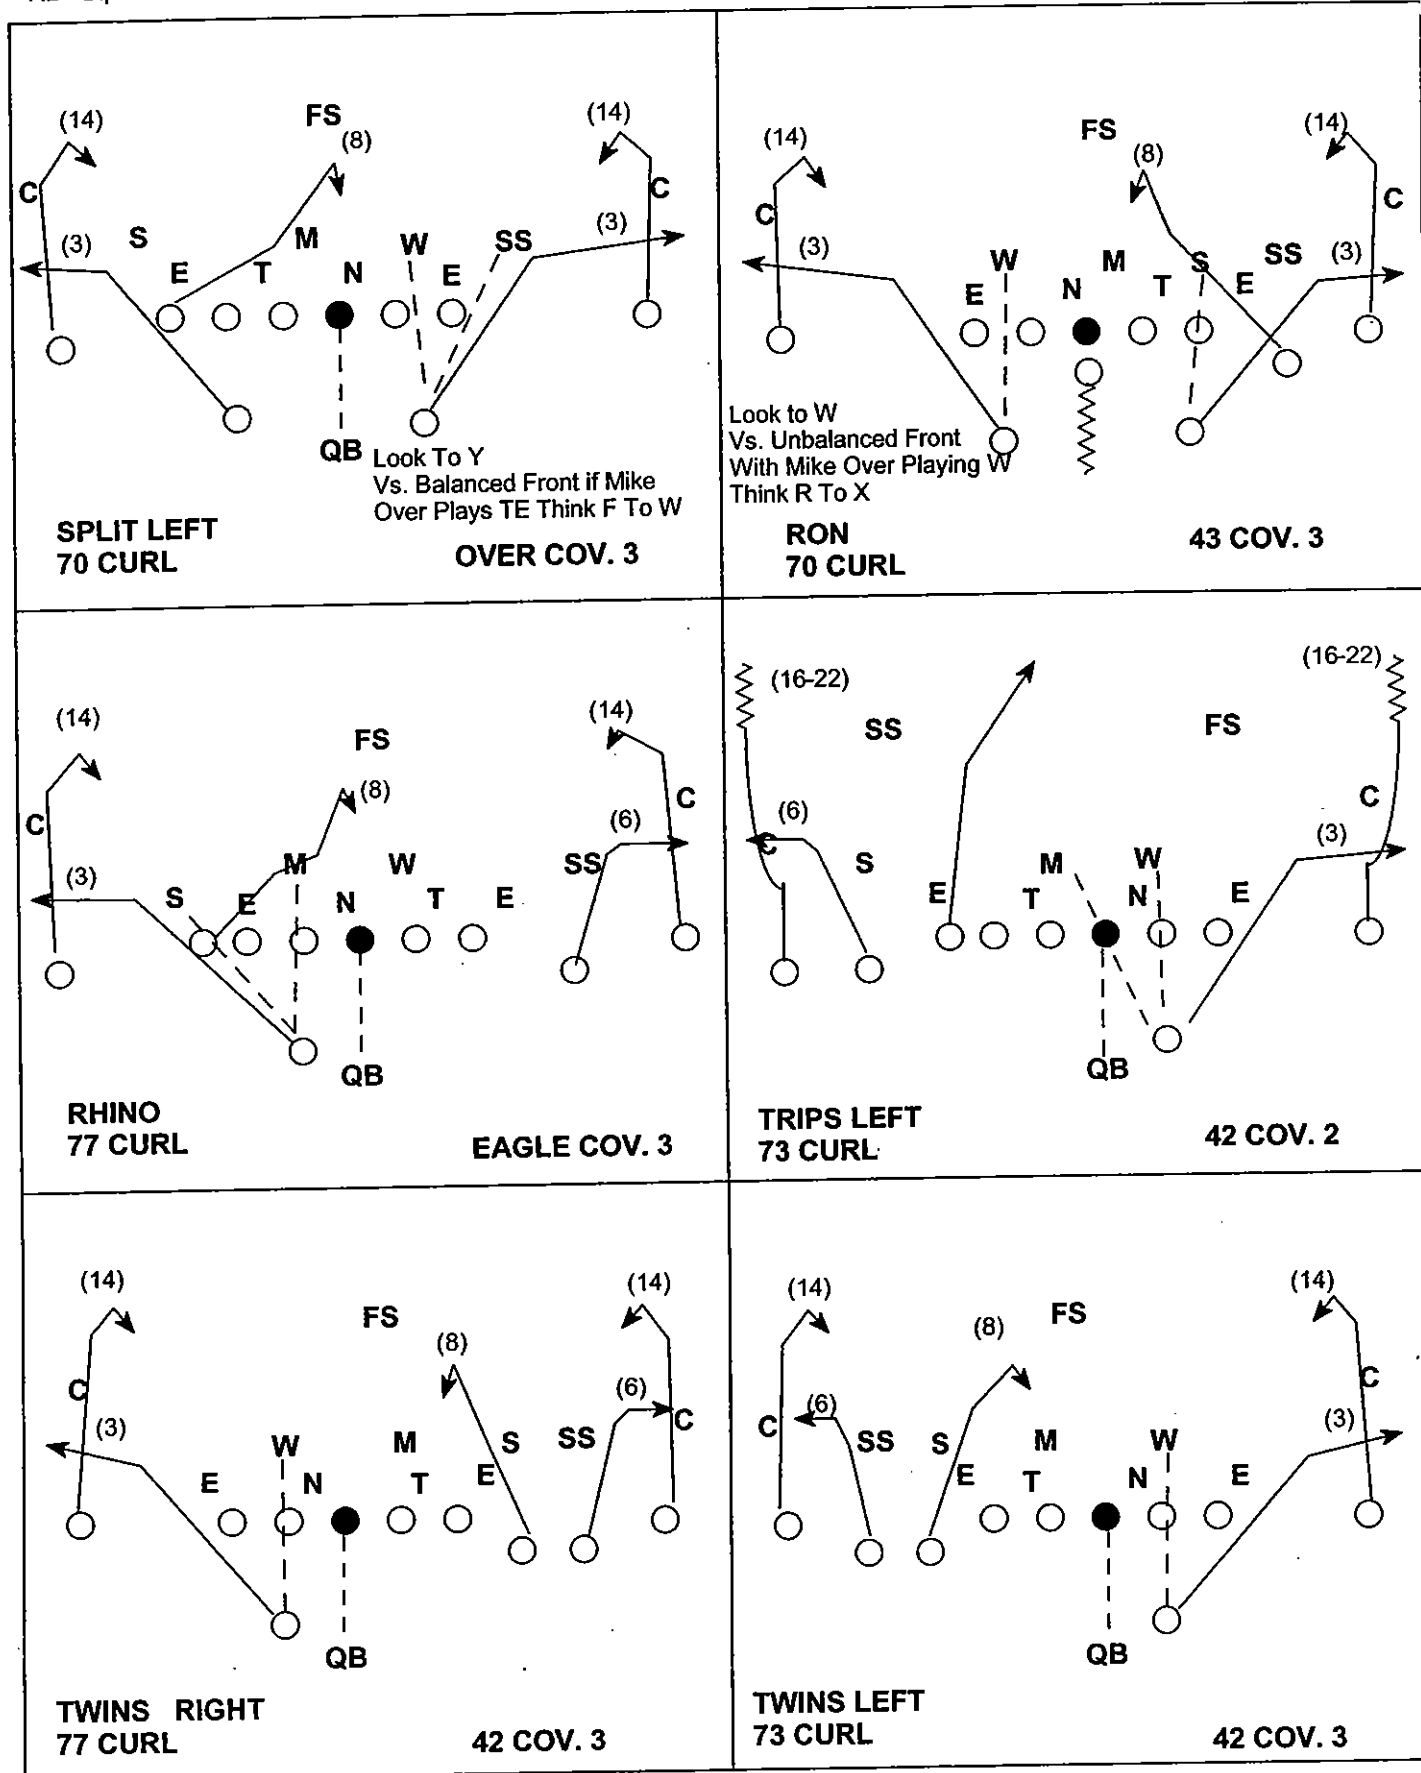 FS
(14)
(8)
(14)
C
C
(3)
S
M
W
SS
(3)
E
T
N
E
QB
Look To Y
Vs. Balanced Front if Mike
Over Plays TE Think F To W
SPLIT LEFT
70 CURL
OVER COV. 3
FS
(14)
(8)
(14)
C
C
(3)
W
M
S
SS
(3)
E
N
T
E
Look to W
Vs. Unbalanced Front
With Mike Over Playing W
Think R To X
RON
70 CURL
43 COV. 3
(14)
FS
(14)
(8)
C
C
(6)
(3)
M
W
SS
S
E
N
T
E
QB
RHINO
77 CURL
EAGLE COV. 3
(16-22)
(16-22)
SS
FS
C
(6)
C
(3)
S
M
W
E
T
N
E
QB
TRIPS LEFT
73 CURL
42 COV. 2
(14)
FS
(14)
(8)
C
(6)
C
(3)
W
M
S
SS
E
N
T
E
QB
TWINS RIGHT
77 CURL
42 COV. 3
(14)
(8)
FS
(14)
C
(6)
C
(3)
SS
S
M
W
E
T
N
E
QB
TWINS LEFT
73 CURL
42 COV. 3